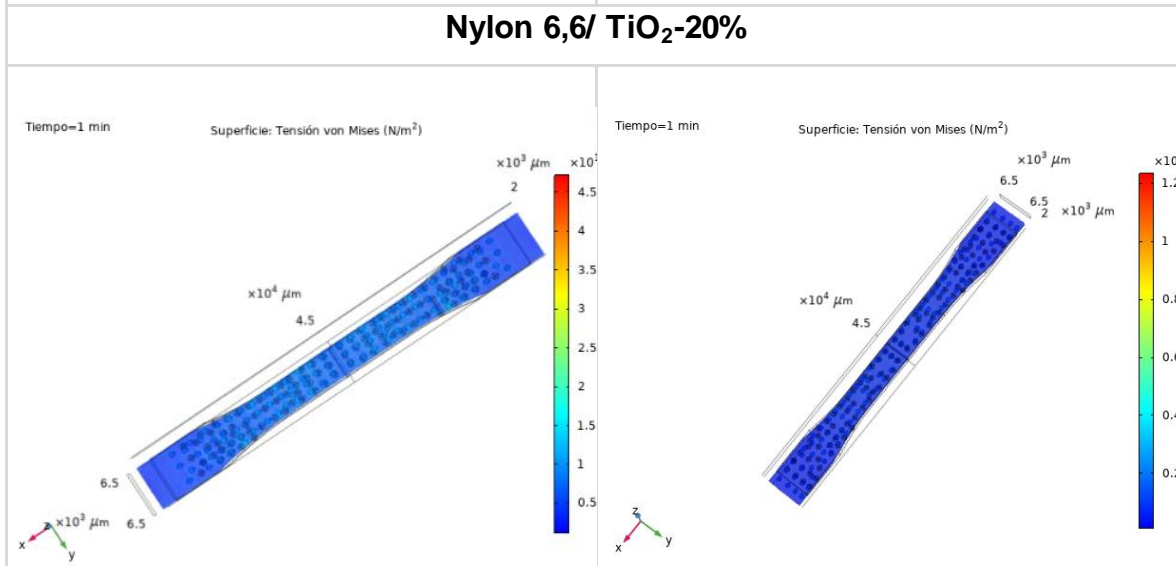 Nylon 6,6/ TiO₂-20%
Tiempo=1 min
Superficie: Tensión von Mises (N/m²)
×10³ µm
2
×10⁴ µm
4.5
6.5
×10³ µm
6.5
z
x
y
4.5
4
3.5
3
2.5
2
1.5
1
0.5
Tiempo=1 min
Superficie: Tensión von Mises (N/m²)
×10³ µm
6.5
6.5
2
×10³ µm
×10⁴ µm
4.5
z
y
x
1